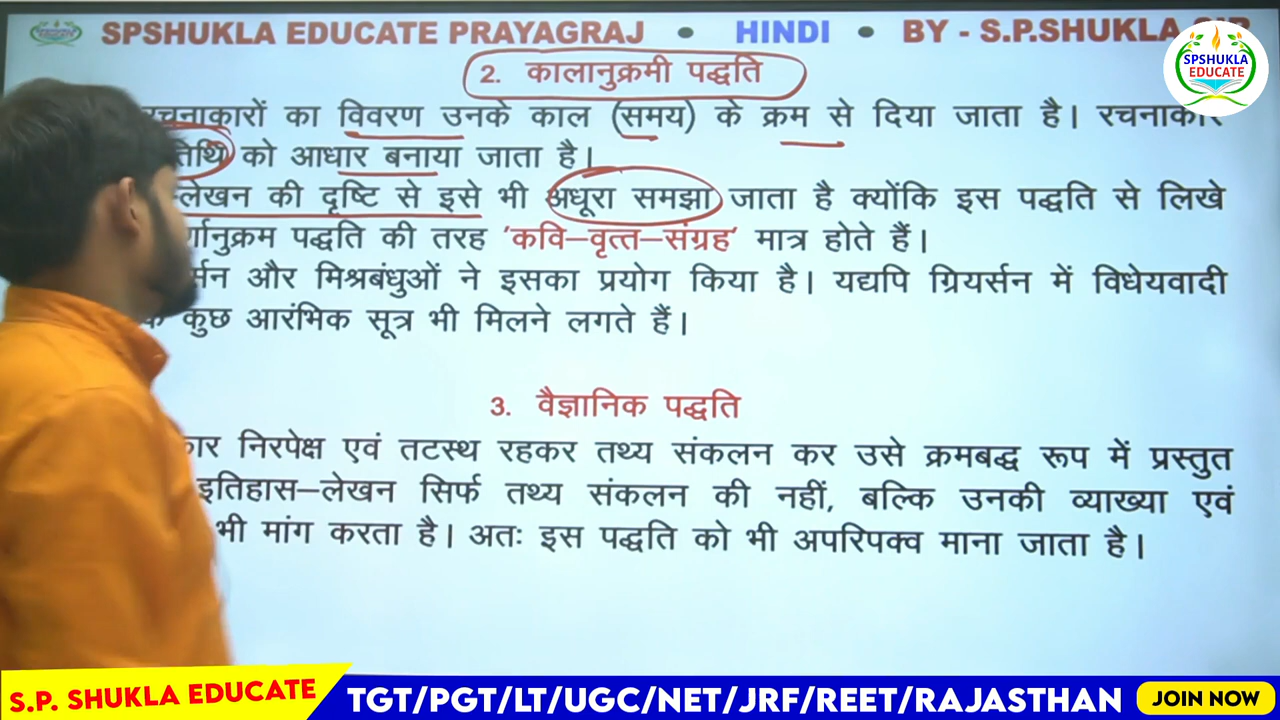 SPSHUKLA EDUCATE PRAYAGRAJ • HINDI • BY - S.P.SHUKLA
SPSHUKLA
EDUCATE
2. कालानुक्रमी पद्धति
रचनाकारों का विवरण उनके काल (समय) के क्रम से दिया जाता है। रचनाकार
तिथि को आधार बनाया जाता है।
लेखन की दृष्टि से इसे भी अधूरा समझा जाता है क्योंकि इस पद्धति से लिखे
र्णानुक्रम पद्धति की तरह 'कवि–वृत्त–संग्रह' मात्र होते हैं।
र्सन और मिश्रबंधुओं ने इसका प्रयोग किया है। यद्यपि ग्रियर्सन में विधेयवादी
कुछ आरंभिक सूत्र भी मिलने लगते हैं।
3. वैज्ञानिक पद्धति
कार निरपेक्ष एवं तटस्थ रहकर तथ्य संकलन कर उसे क्रमबद्ध रूप में प्रस्तुत
इतिहास–लेखन सिर्फ तथ्य संकलन की नहीं, बल्कि उनकी व्याख्या एवं
भी मांग करता है। अतः इस पद्धति को भी अपरिपक्व माना जाता है।
S.P. SHUKLA EDUCATE
TGT/PGT/LT/UGC/NET/JRF/REET/RAJASTHAN
JOIN NOW